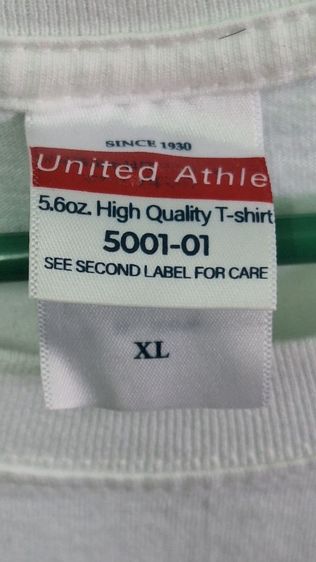 SINCE 1930
United Athle
5.6oz. High Quality T-shirt
5001-01
SEE SECOND LABEL FOR CARE
XL